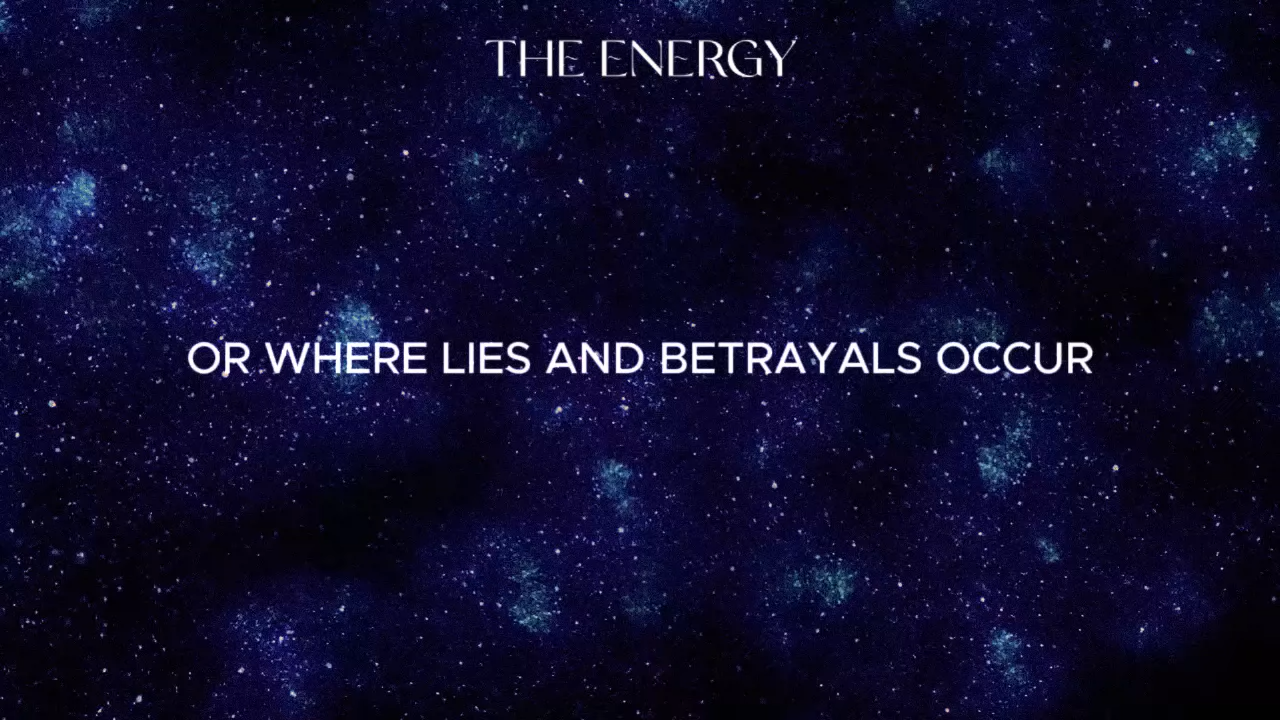 THE ENERGY
OR WHERE LIES AND BETRAYALS OCCUR